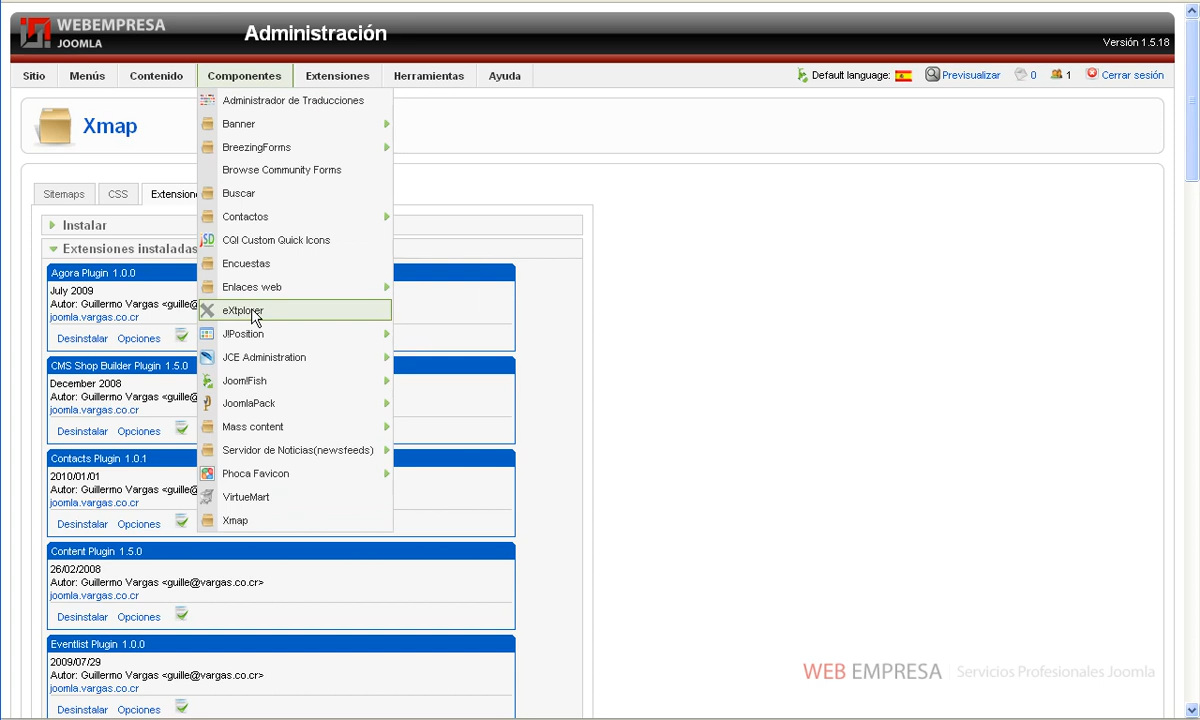 WEBEMPRESA
JOOMLA
Administración
Versión 1.5.18
Sitio Menús Contenido Componentes Extensiones Herramientas Ayuda
Default language: Previsualizar 0 1 Cerrar sesión
Xmap
Administrador de Traducciones
Banner
BreezingForms
Browse Community Forms
Buscar
Contactos
CQI Custom Quick Icons
Encuestas
Enlaces web
eXtplorer
J!Position
JCE Administration
Joom!Fish
JoomlaPack
Mass content
Servidor de Noticias(newsfeeds)
Phoca Favicon
VirtueMart
Xmap
Sitemaps CSS Extensione
Instalar
Extensiones instaladas
Agora Plugin 1.0.0
July 2009
Autor: Guillermo Vargas <guille@
joomla.vargas.co.cr
Desinstalar Opciones
CMS Shop Builder Plugin 1.5.0
December 2008
Autor: Guillermo Vargas <guille@
joomla.vargas.co.cr
Desinstalar Opciones
Contacts Plugin 1.0.1
2010/01/01
Autor: Guillermo Vargas <guille@
joomla.vargas.co.cr
Desinstalar Opciones
Content Plugin 1.5.0
26/02/2008
Autor: Guillermo Vargas <guille@vargas.co.cr>
joomla.vargas.co.cr
Desinstalar Opciones
Eventlist Plugin 1.0.0
2009/07/29
Autor: Guillermo Vargas <guille@vargas.co.cr>
joomla.vargas.co.cr
Desinstalar Opciones
WEB EMPRESA Servicios Profesionales Joomla